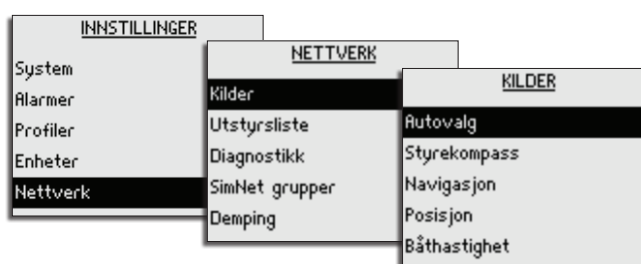 INNSTILLINGER
System
Alarmer
Profiler
Enheter
Nettverk
NETTVERK
Kilder
Utstyrsliste
Diagnostikk
SimNet grupper
Demping
KILDER
Autovalg
Styrekompass
Navigasjon
Posisjon
Båthastighet